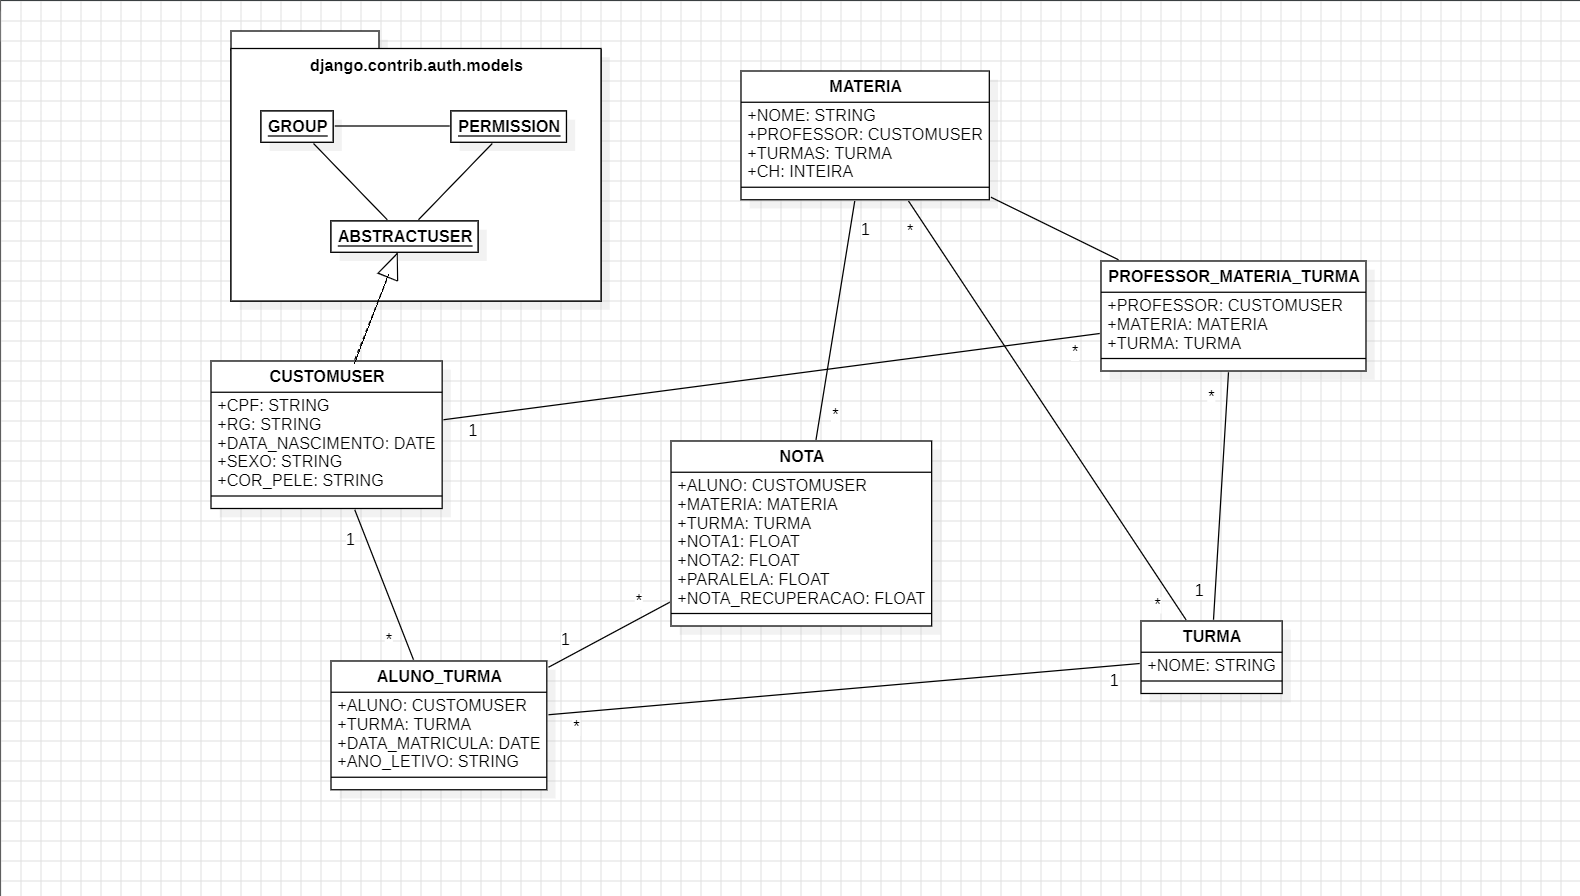 django.contrib.auth.models
GROUP
PERMISSION
ABSTRACTUSER
MATERIA
+NOME: STRING
+PROFESSOR: CUSTOMUSER
+TURMAS: TURMA
+CH: INTEIRA
1
*
PROFESSOR_MATERIA_TURMA
+PROFESSOR: CUSTOMUSER
+MATERIA: MATERIA
+TURMA: TURMA
*
*
CUSTOMUSER
+CPF: STRING
+RG: STRING
+DATA_NASCIMENTO: DATE
+SEXO: STRING
+COR_PELE: STRING
1
1
*
*
NOTA
+ALUNO: CUSTOMUSER
+MATERIA: MATERIA
+TURMA: TURMA
+NOTA1: FLOAT
+NOTA2: FLOAT
+PARALELA: FLOAT
+NOTA_RECUPERACAO: FLOAT
*
1
1
*
TURMA
+NOME: STRING
1
ALUNO_TURMA
+ALUNO: CUSTOMUSER
+TURMA: TURMA
+DATA_MATRICULA: DATE
+ANO_LETIVO: STRING
*